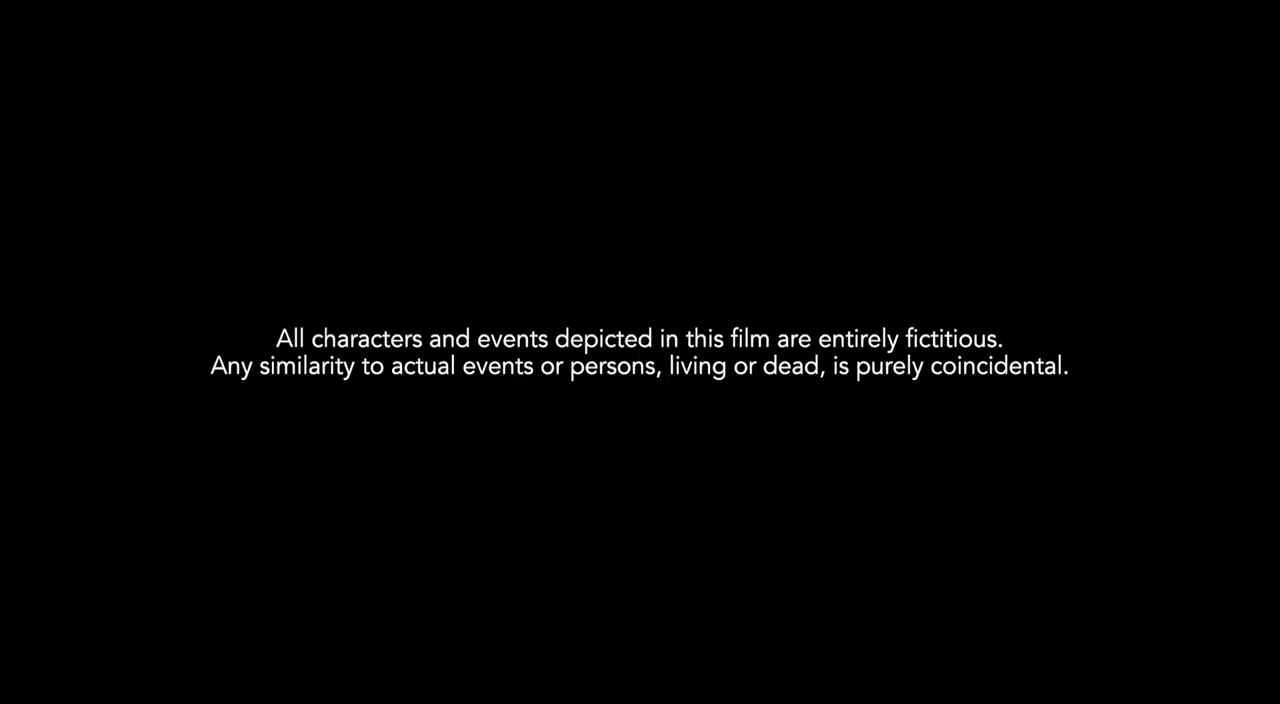 All characters and events depicted in this film are entirely fictitious.
Any similarity to actual events or persons, living or dead, is purely coincidental.